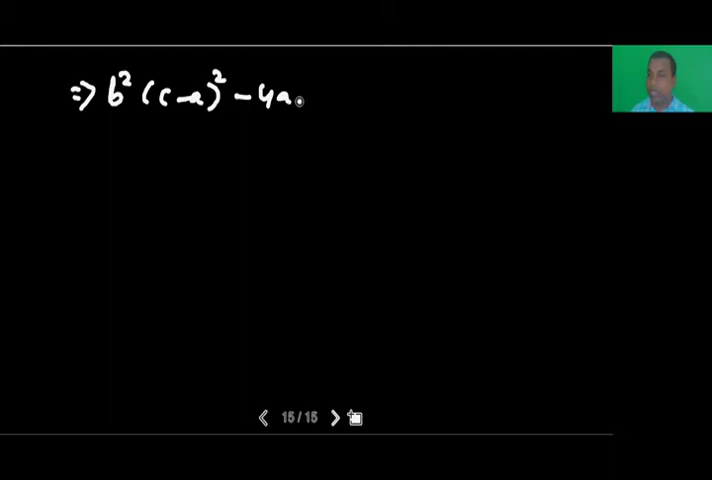 ⇒ b² (c-a)² - 4a
15 / 15